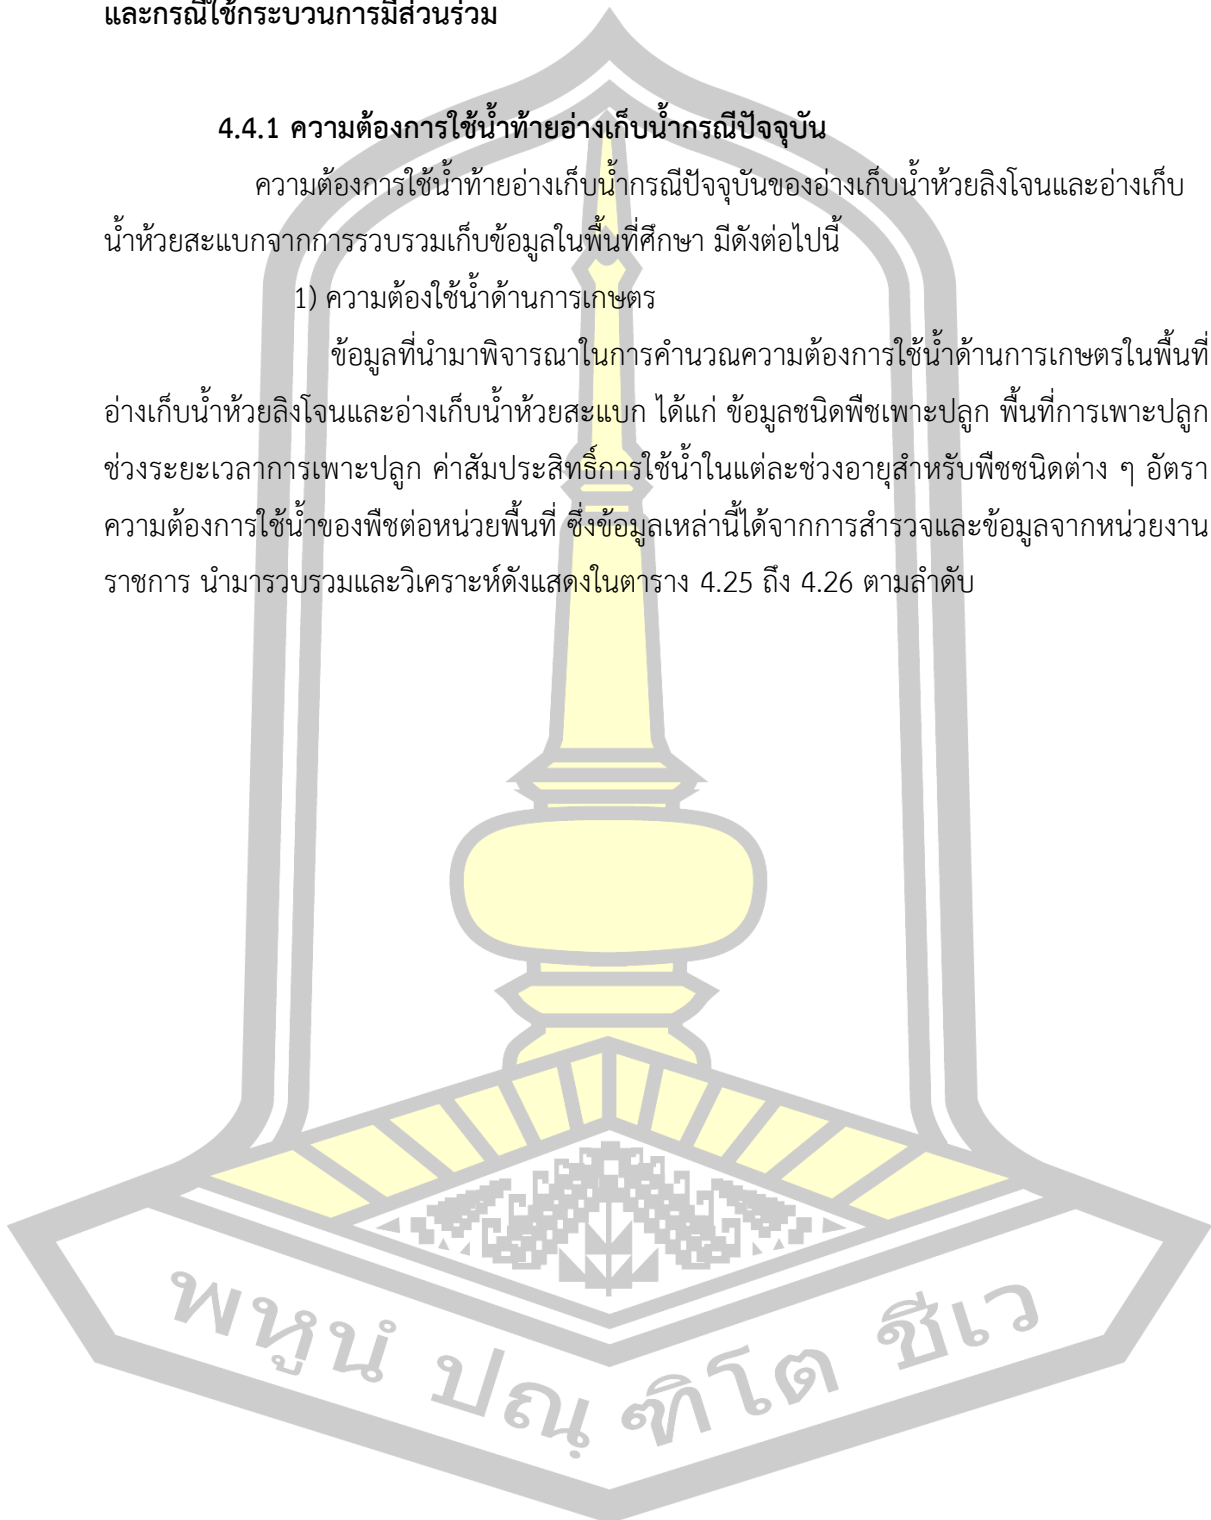 และกรณีใช้กระบวนการมีส่วนร่วม
4.4.1 ความต้องการใช้น้ำท้ายอ่างเก็บน้ำกรณีปัจจุบัน
ความต้องการใช้น้ำท้ายอ่างเก็บน้ำกรณีปัจจุบันของอ่างเก็บน้ำห้วยลิงโจนและอ่างเก็บ
น้ำห้วยสะแบกจากการรวบรวมเก็บข้อมูลในพื้นที่ศึกษา มีดังต่อไปนี้
1) ความต้องใช้น้ำด้านการเกษตร
ข้อมูลที่นำมาพิจารณาในการคำนวณความต้องการใช้น้ำด้านการเกษตรในพื้นที่
อ่างเก็บน้ำห้วยลิงโจนและอ่างเก็บน้ำห้วยสะแบก ได้แก่ ข้อมูลชนิดพืชเพาะปลูก พื้นที่การเพาะปลูก
ช่วงระยะเวลาการเพาะปลูก ค่าสัมประสิทธิ์การใช้น้ำในแต่ละช่วงอายุสำหรับพืชชนิดต่าง ๆ อัตรา
ความต้องการใช้น้ำของพืชต่อหน่วยพื้นที่ ซึ่งข้อมูลเหล่านี้ได้จากการสำรวจและข้อมูลจากหน่วยงาน
ราชการ นำมารวบรวมและวิเคราะห์ดังแสดงในตาราง 4.25 ถึง 4.26 ตามลำดับ
พหูนํ ปณฺฑิโต ชีเว